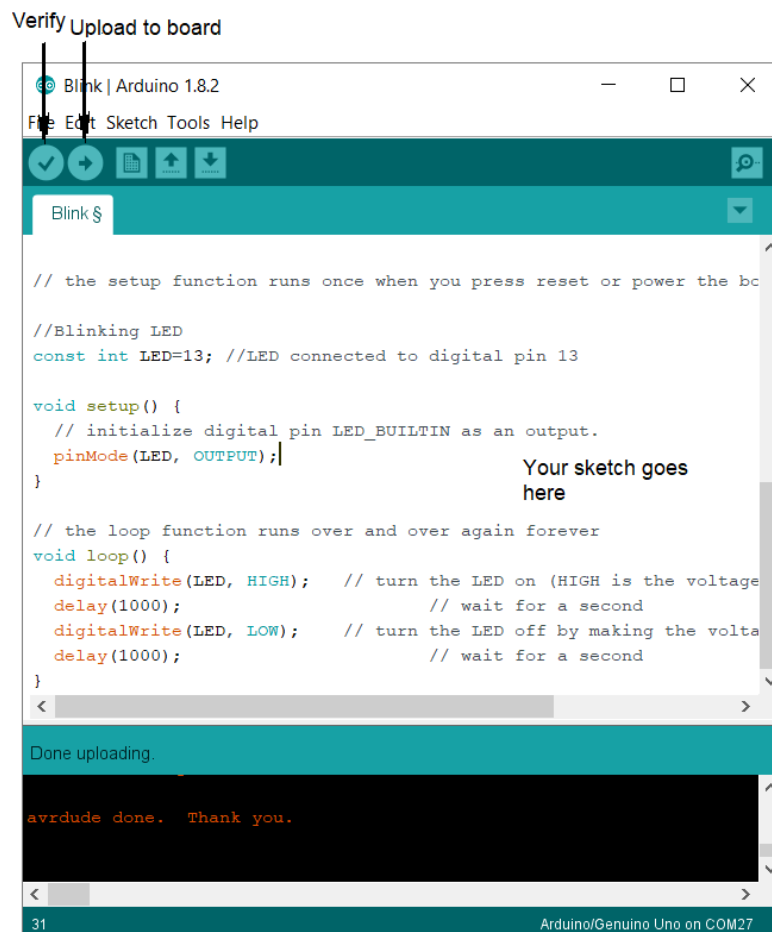 Verify Upload to board
Blink | Arduino 1.8.2
File Edit Sketch Tools Help
Blink §
// the setup function runs once when you press reset or power the bo
//Blinking LED
const int LED=13; //LED connected to digital pin 13
void setup() {
// initialize digital pin LED_BUILTIN as an output.
pinMode(LED, OUTPUT);
}
Your sketch goes
here
// the loop function runs over and over again forever
void loop() {
digitalWrite(LED, HIGH); // turn the LED on (HIGH is the voltage
delay(1000); // wait for a second
digitalWrite(LED, LOW); // turn the LED off by making the volta
delay(1000); // wait for a second
}
Done uploading.
avrdude done. Thank you.
31 Arduino/Genuino Uno on COM27